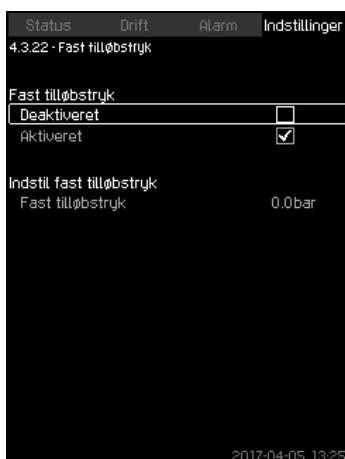 Status Drift Alarm Indstillinger
4.3.22 - Fast tilløbstryk
Fast tilløbstryk
Deaktiveret
Aktiveret
Indstil fast tilløbstryk
Fast tilløbstryk 0.0bar
2017-04-05 13:25